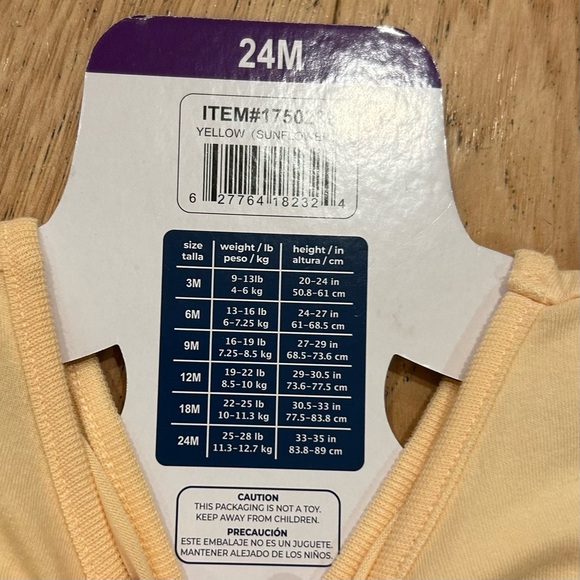 24M
ITEM#
YELLOW
6 27764 18232 4
size weight / lb height / in
talla peso / kg altura / cm
3M 9-13lb 20-24 in
4-6 kg 50.8-61 cm
6M 13-16 lb 24-27 in
6-7.25 kg 61-68.5 cm
9M 16-19 lb 27-29 in
7.25-8.5 kg 68.5-73.6 cm
12M 19-22 lb 29-30.5 in
8.5-10 kg 73.6-77.5 cm
18M 22-25 lb 30.5-33 in
10-11.3 kg 77.5-83.8 cm
24M 25-28 lb 33-35 in
11.3-12.7 kg 83.8-89 cm
CAUTION
THIS PACKAGING IS NOT A TOY.
KEEP AWAY FROM CHILDREN.
PRECAUCIÓN
ESTE EMBALAJE NO ES UN JUGUETE.
MANTENER ALEJADO DE LOS NIÑOS.